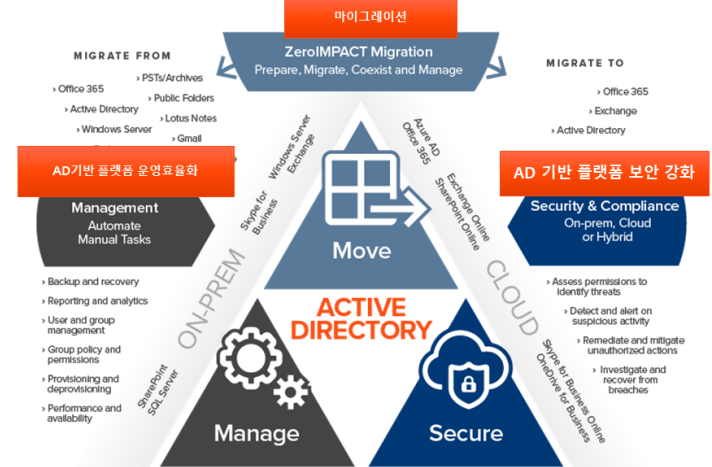 마이그레이션
ZeroIMPACT Migration
Prepare, Migrate, Coexist and Manage
MIGRATE FROM
› PSTs/Archives
› Office 365
› Public Folders
› Active Directory
› Lotus Notes
› Windows Server
› Gmail
MIGRATE TO
› Office 365
› Exchange
› Active Directory
AD기반 플랫폼 운영효율화
Management
Automate
Manual Tasks
› Backup and recovery
› Reporting and analytics
› User and group
management
› Group policy and
permissions
› Provisioning and
deprovisioning
› Performance and
availability
AD 기반 플랫폼 보안 강화
Security & Compliance
On-prem, Cloud
or Hybrid
› Assess permissions to
identify threats
› Detect and alert on
suspicious activity
› Remediate and mitigate
unauthorized actions
› Investigate and
recover from
breaches
Windows Server
Exchange
Skype for
Business
ON-PREM
SharePoint
SQL Server
Azure AD
Office 365
Exchange Online
SharePoint Online
CLOUD
Skype for Business Online
OneDrive for Business
Move
ACTIVE
DIRECTORY
Manage
Secure